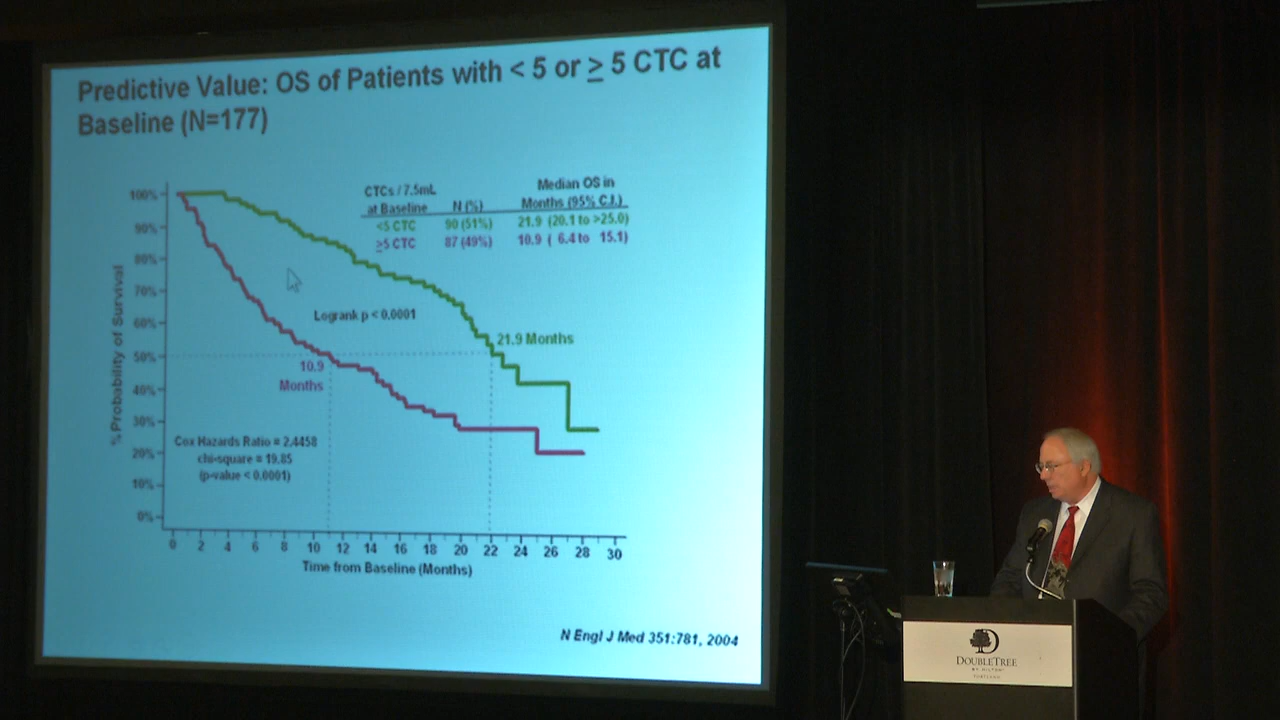 Predictive Value: OS of Patients with < 5 or ≥ 5 CTC at
Baseline (N=177)
CTCs / 7.5mL
at Baseline
N (%)
Median OS in
Months (95% C.I.)
<5 CTC 90 (51%) 21.9 (20.1 to >25.0)
≥5 CTC 87 (49%) 10.9 ( 6.4 to 15.1)
% Probability of Survival
100%
90%
80%
70%
60%
50%
40%
30%
20%
10%
0%
Logrank p < 0.0001
21.9 Months
10.9
Months
Cox Hazards Ratio = 2.4458
chi-square = 19.85
(p-value < 0.0001)
0 2 4 6 8 10 12 14 16 18 20 22 24 26 28 30
Time from Baseline (Months)
N Engl J Med 351:781, 2004
DOUBLETREE
BY HILTON